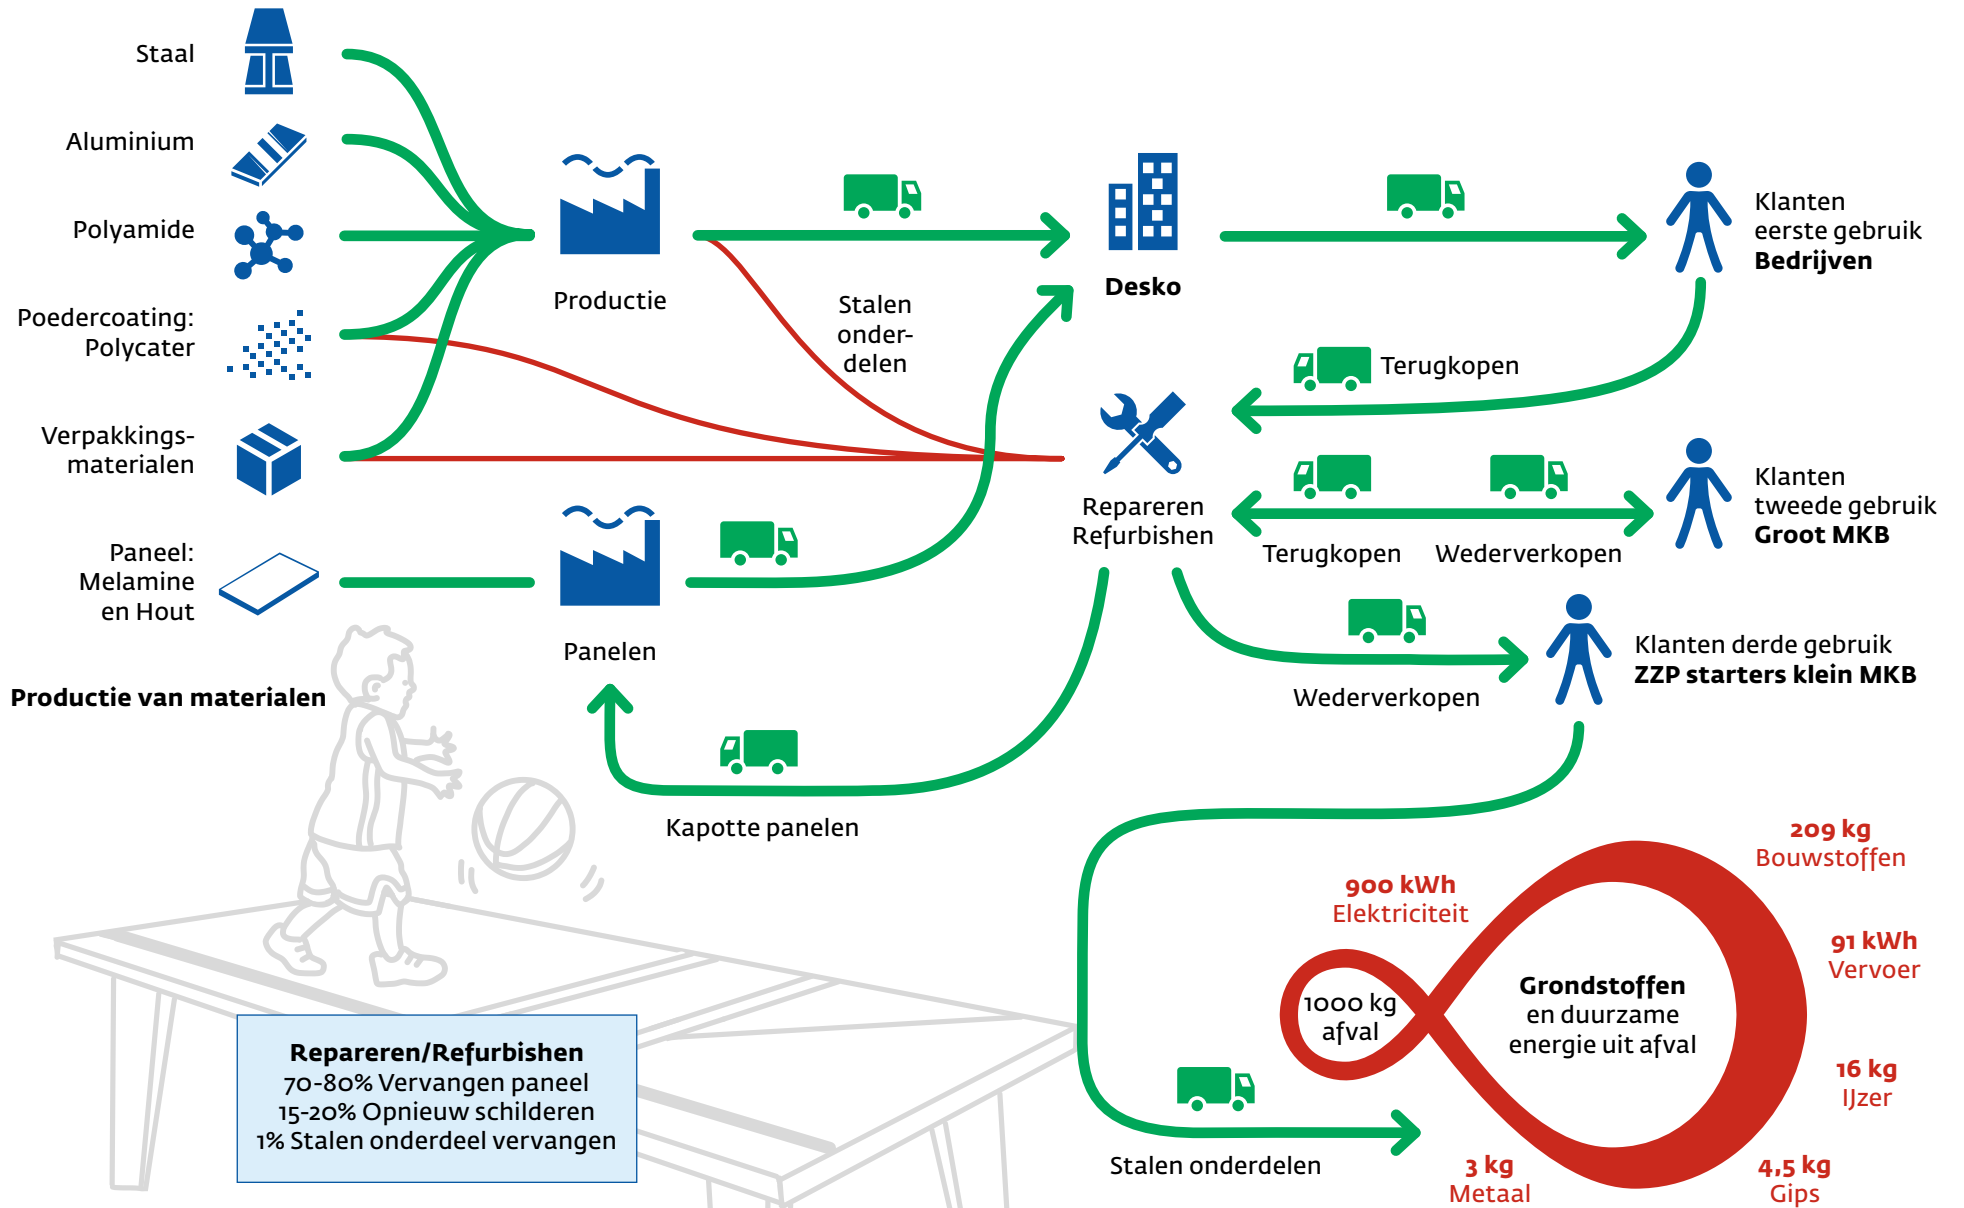 Staal
Aluminium
Polyamide
Poedercoating:
Polycater
Verpakkings-
materialen
Paneel:
Melamine
en Hout
Productie van materialen
Productie
Stalen
onder-
delen
Panelen
Kapotte panelen
Desko
Klanten
eerste gebruik
Bedrijven
Terugkopen
Repareren
Refurbishen
Terugkopen
Wederverkopen
Klanten
tweede gebruik
Groot MKB
Wederverkopen
Klanten derde gebruik
ZZP starters klein MKB
Stalen onderdelen
Repareren/Refurbishen
70-80% Vervangen paneel
15-20% Opnieuw schilderen
1% Stalen onderdeel vervangen
1000 kg
afval
Grondstoffen
en duurzame
energie uit afval
900 kWh
Elektriciteit
209 kg
Bouwstoffen
91 kWh
Vervoer
16 kg
IJzer
4,5 kg
Gips
3 kg
Metaal